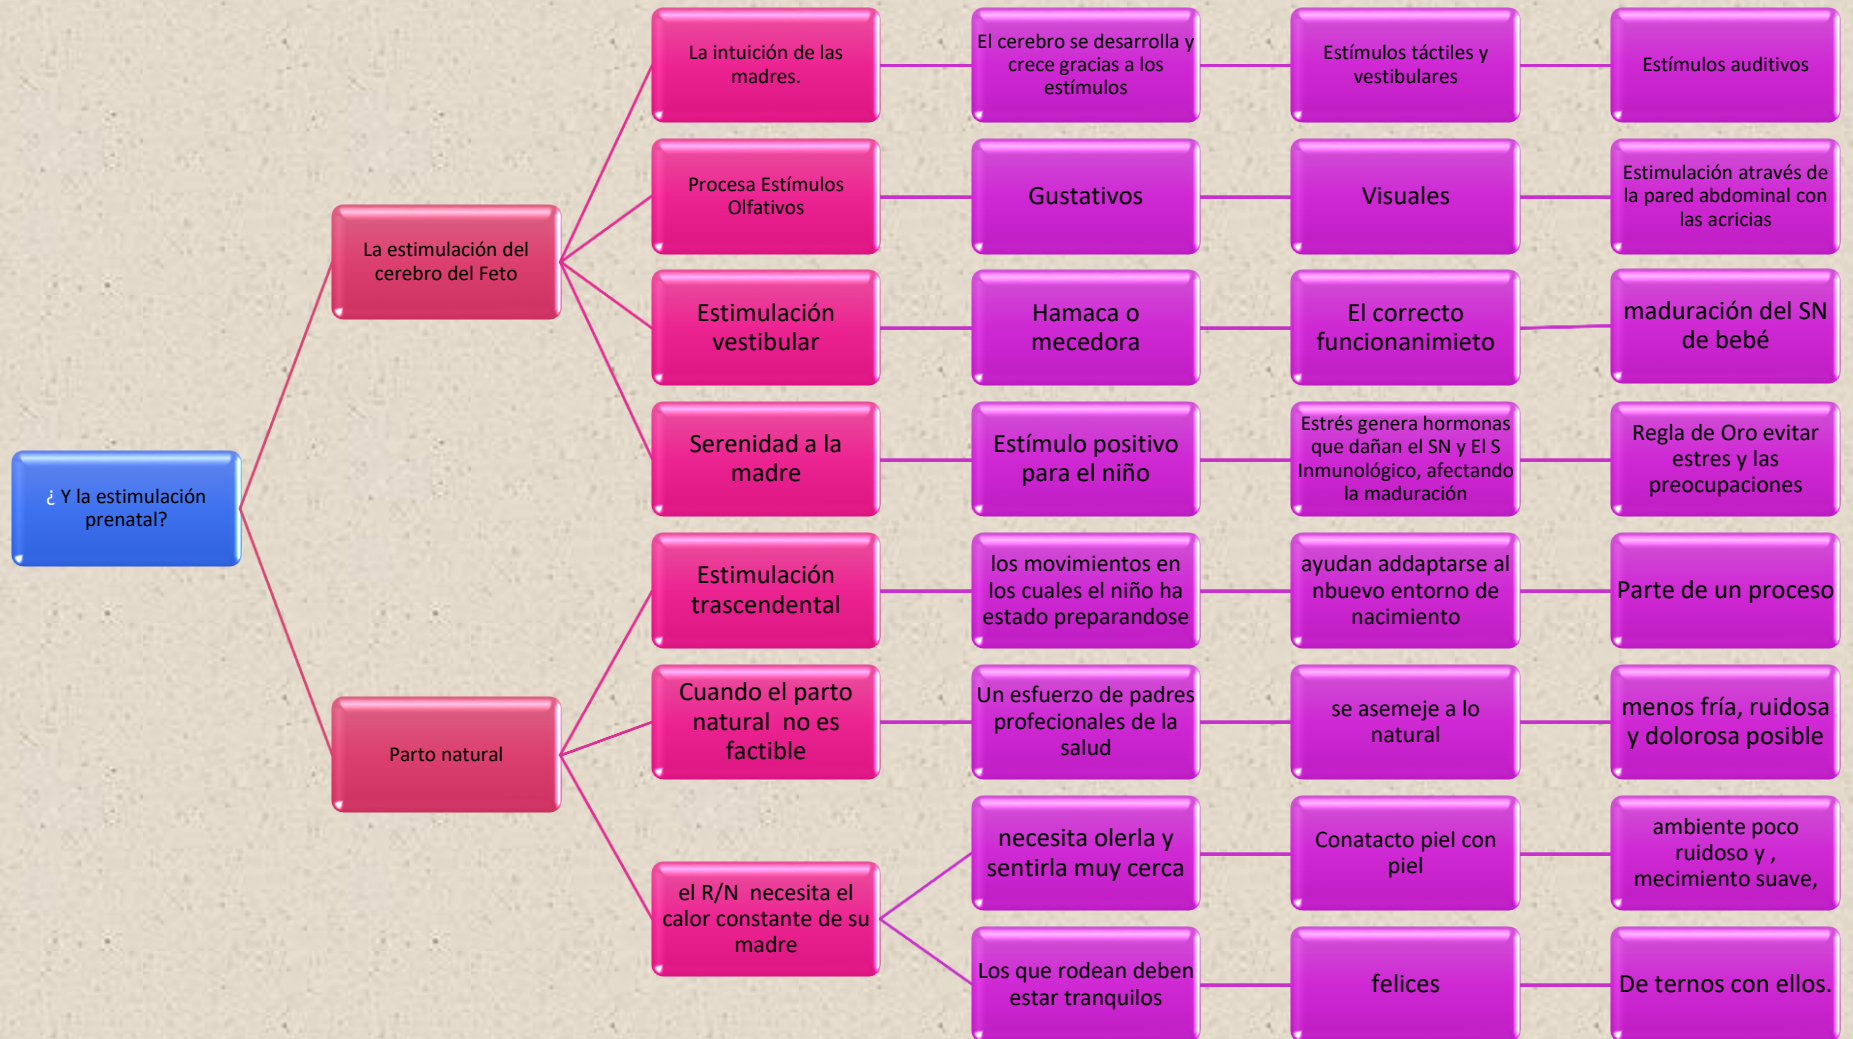 ¿ Y la estimulación
prenatal?
La estimulación del
cerebro del Feto
La intuición de las
madres.
El cerebro se desarrolla y
crece gracias a los
estímulos
Estímulos táctiles y
vestibulares
Estímulos auditivos
Procesa Estímulos
Olfativos
Gustativos
Visuales
Estimulación através de
la pared abdominal con
las acricias
Estimulación
vestibular
Hamaca o
mecedora
El correcto
funcionanimieto
maduración del SN
de bebé
Serenidad a la
madre
Estímulo positivo
para el niño
Estrés genera hormonas
que dañan el SN y El S
Inmunológico, afectando
la maduración
Regla de Oro evitar
estres y las
preocupaciones
Parto natural
Estimulación
trascendental
los movimientos en
los cuales el niño ha
estado preparandose
ayudan addaptarse al
nbuevo entorno de
nacimiento
Parte de un proceso
Cuando el parto
natural no es
factible
Un esfuerzo de padres
profecionales de la
salud
se asemeje a lo
natural
menos fría, ruidosa
y dolorosa posible
el R/N necesita el
calor constante de su
madre
necesita olerla y
sentirla muy cerca
Conatacto piel con
piel
ambiente poco
ruidoso y ,
mecimiento suave,
Los que rodean deben
estar tranquilos
felices
De ternos con ellos.